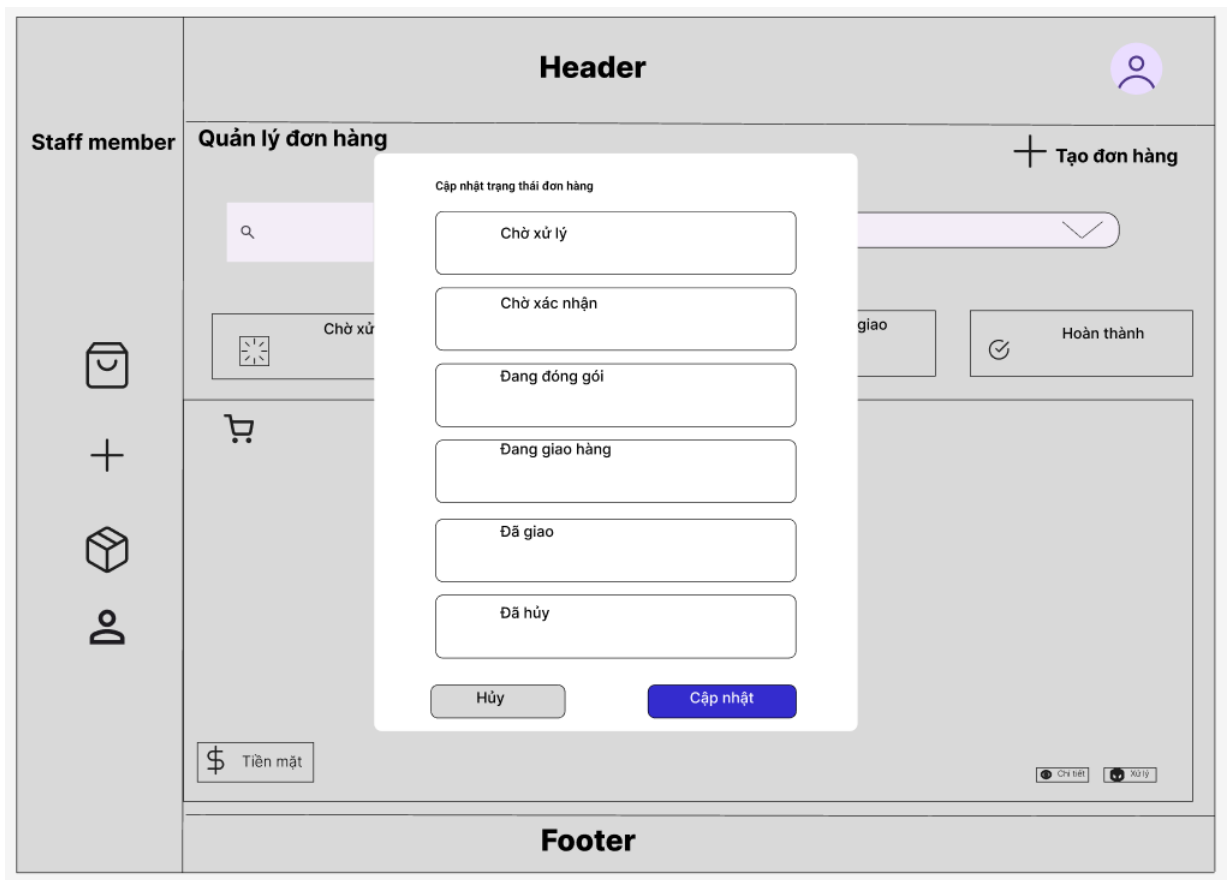 Header
Staff member
Quản lý đơn hàng
Tạo đơn hàng
Cập nhật trạng thái đơn hàng
Chờ xử lý
Chờ xác nhận
Đang đóng gói
Đang giao hàng
Đã giao
Đã hủy
Hủy
Cập nhật
Chờ xử
giao
Hoàn thành
Tiền mặt
Chi tiết
Xử lý
Footer